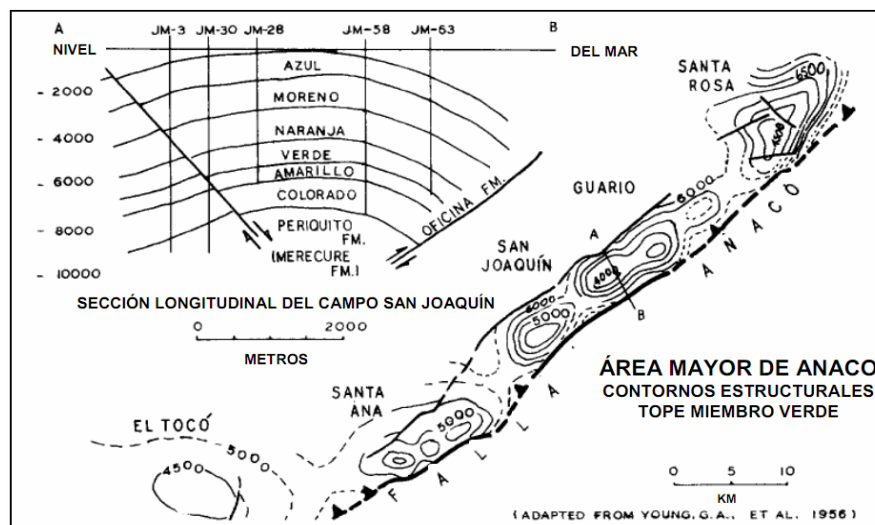 A JM-3 JM-30 JM-28 JM-58 JM-63 B
NIVEL DEL MAR
AZUL
- 2000
MORENO
- 4000
NARANJA
VERDE
- 6000
AMARILLO
COLORADO
- 8000
PERIQUITO
FM.
(MERECURE
FM.)
- 10000
OFICINA FM.
SECCIÓN LONGITUDINAL DEL CAMPO SAN JOAQUÍN
0 2000
METROS
SANTA
ROSA
6500
4500
GUARIO
6000
A
SAN
JOAQUÍN
4000
B
6000
5000
ANACO
FALLA
SANTA
ANA
5000
EL TOCÓ
5000
4500
ÁREA MAYOR DE ANACO
CONTORNOS ESTRUCTURALES
TOPE MIEMBRO VERDE
0 5 10
KM
(ADAPTED FROM YOUNG, G.A., ET AL. 1956)